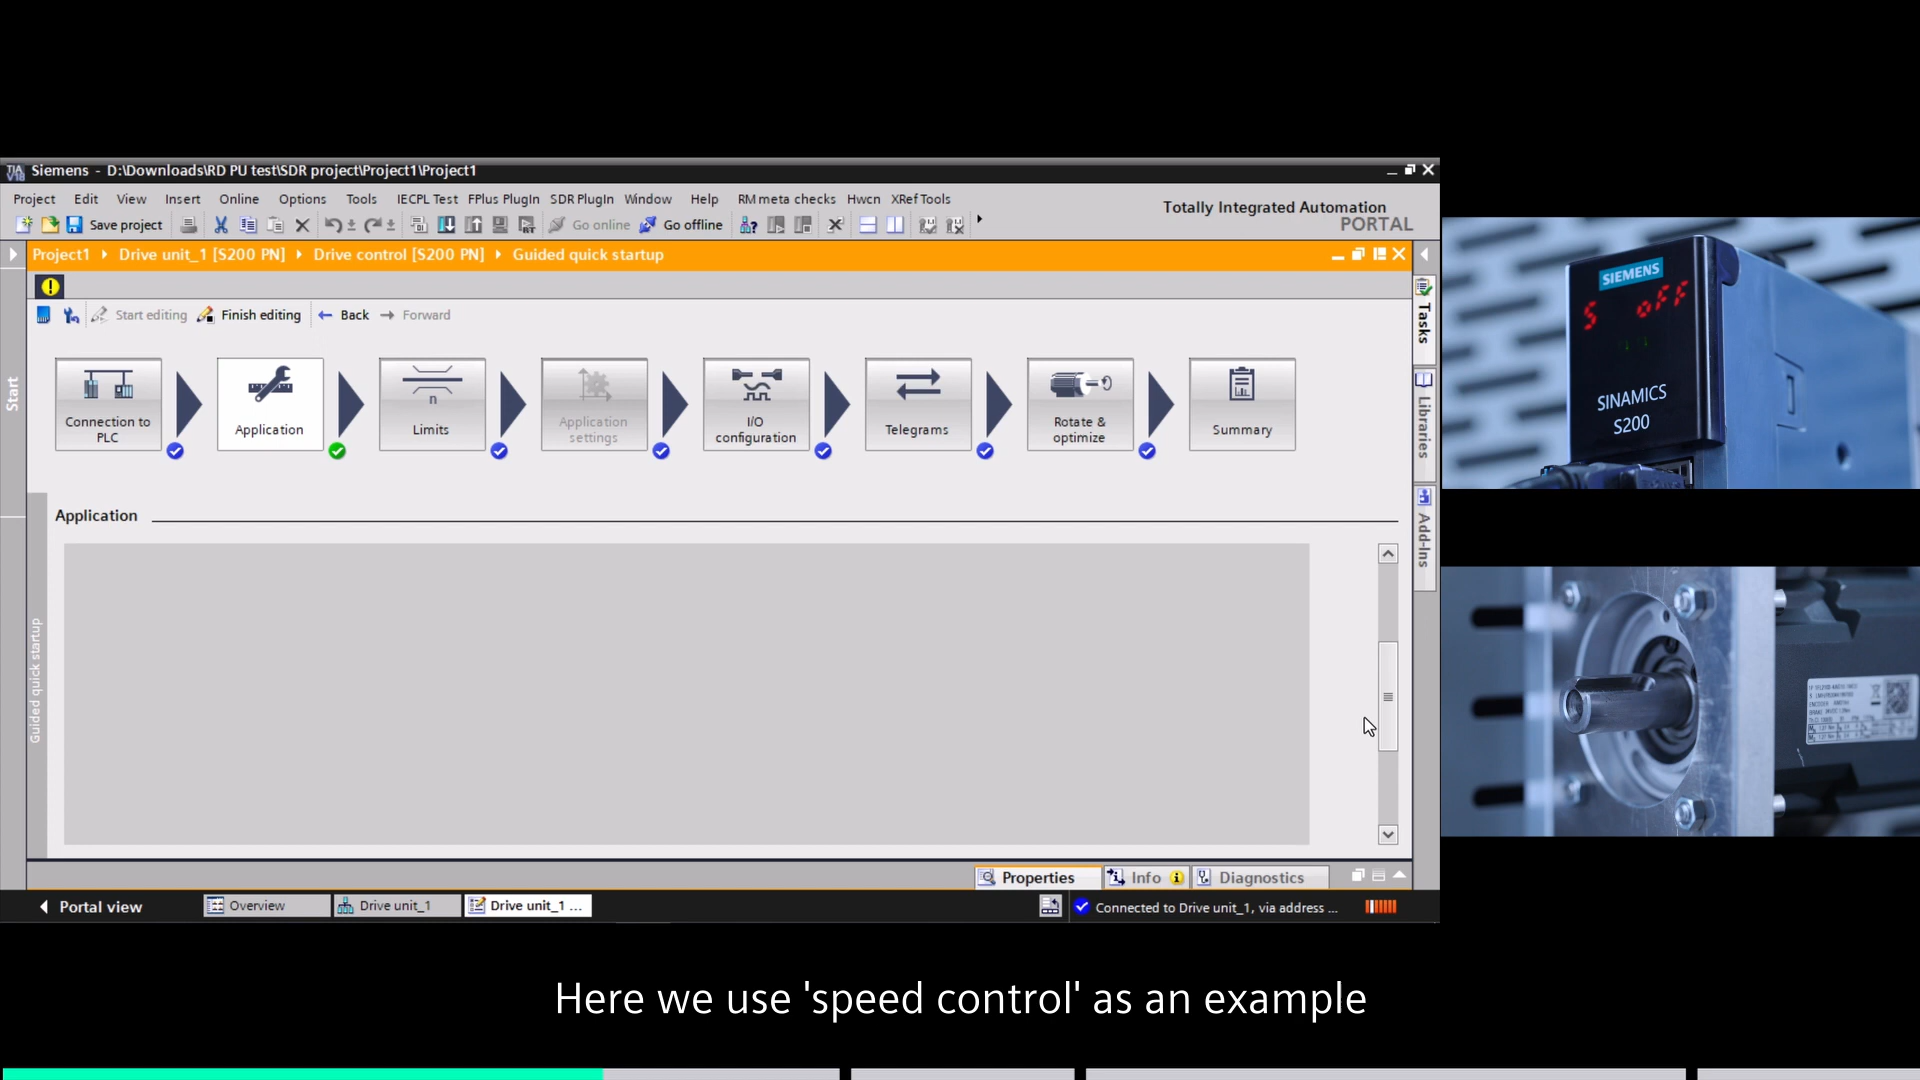 Siemens - D:\Downloads\RD PU test\SDR project\Project1\Project1
Project Edit View Insert Online Options Tools IECPL Test FPlus PlugIn SDR PlugIn Window Help RM meta checks Hwcn XRef Tools
Totally Integrated Automation
PORTAL
Save project Go online Go offline
Project1 Drive unit_1 [S200 PN] Drive control [S200 PN] Guided quick startup
Start editing Finish editing Back Forward
Connection to PLC
Application
n
Limits
Application settings
I/O configuration
Telegrams
Rotate & optimize
Summary
Start
Guided quick startup
Application
Tasks
Libraries
Add-Ins
Properties Info Diagnostics
Portal view Overview Drive unit_1 Drive unit_1 ... Connected to Drive unit_1, via address ...
SIEMENS
S oFF
SINAMICS
S200
Here we use 'speed control' as an example